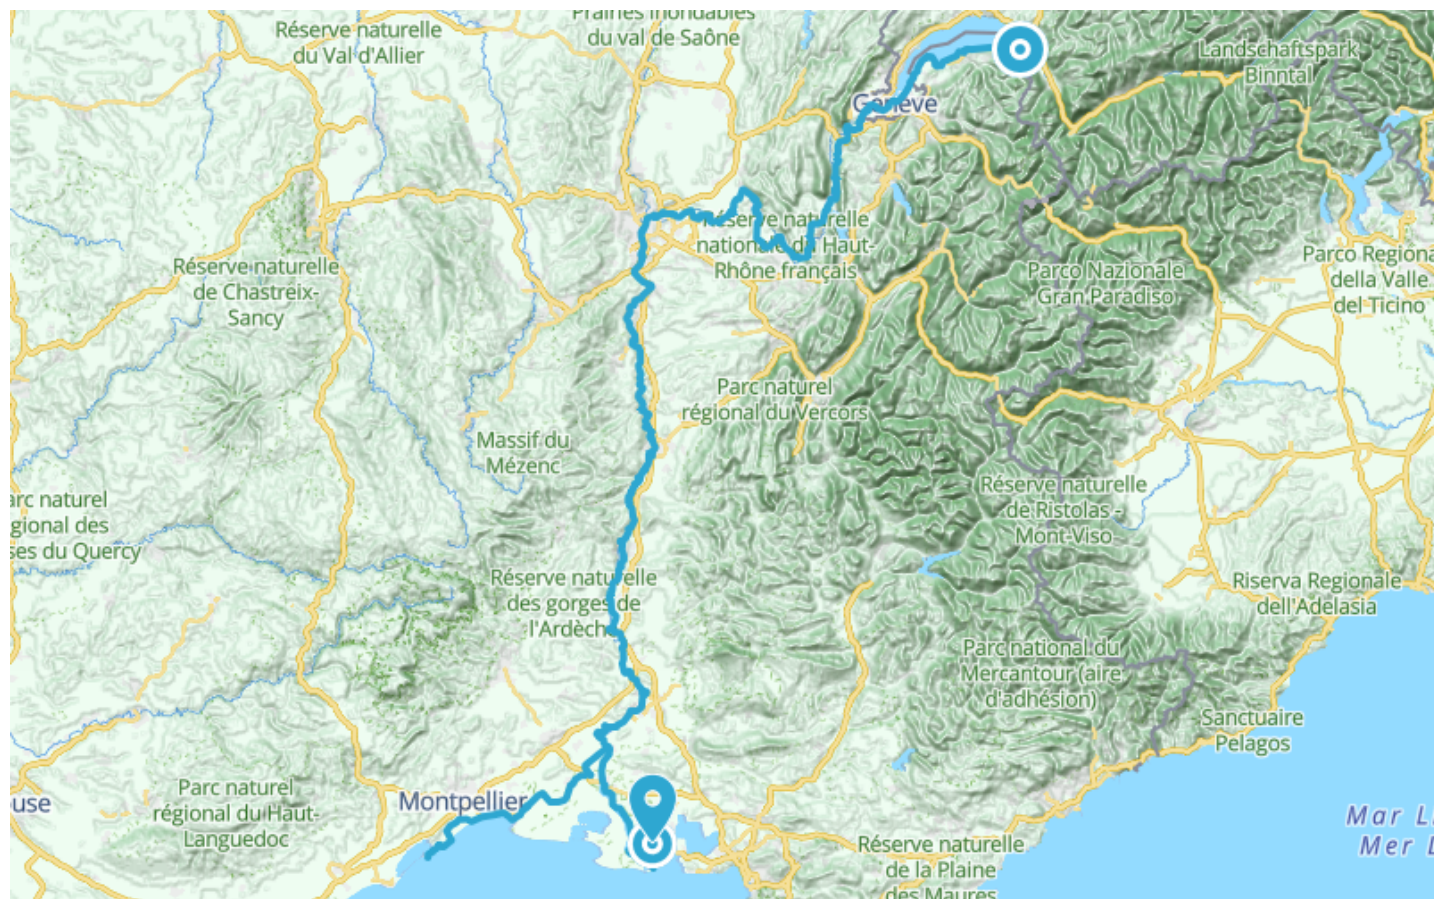 Prairies inondables
du val de Saône
Réserve naturelle
du Val d'Allier
Landschaftspark
Binntal
Genève
Réserve naturelle
nationale du Haut-
Rhône français
Réserve naturelle
de Chastreix-
Sancy
Parco Nazionale
Gran Paradiso
Parco Regiona
della Valle
del Ticino
Parc naturel
régional du Vercors
Massif du
Mézenc
arc naturel
gional des
ses du Quercy
Réserve naturelle
de Ristolas -
Mont-Viso
Réserve naturelle
des gorges de
l'Ardèche
Riserva Regionale
dell'Adelasia
Parc national du
Mercantour (aire
d'adhésion)
Sanctuaire
Pelagos
Parc naturel
régional du Haut-
Languedoc
use
Montpellier
Mar L
Mer L
Réserve naturelle
de la Plaine
des Maures